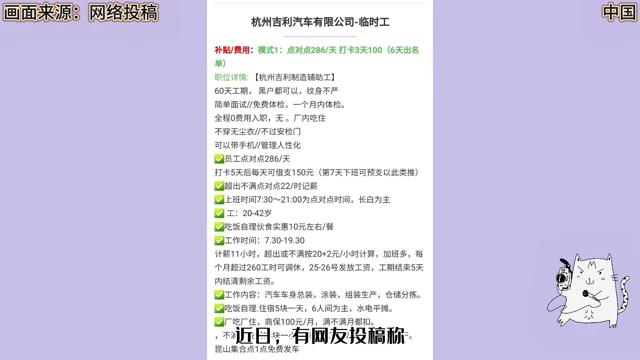 画面来源：网络投稿
中国
杭州吉利汽车有限公司-临时工
补贴/费用：模式1：点对点286/天 打卡3天100（6天出名
单）
职位详情:【杭州吉利制造辅助工】
60天工期， 黑户都可以，纹身不严
简单面试//免费体检，一个月内体检。
全程0费用入职，无 。厂内吃住
不穿无尘衣//不过安检门
可以带手机//管理人性化
✅员工点对点286/天
打卡5天后每天可借支150元（第7天下班可预支以此类推）
✅超出不满点对点22/时记薪
✅上班时间7:30～21:00为点对点时间，长白为主
✅ 工：20-42岁
✅吃饭自理伙食实惠10元左右/餐
✅工作时间：7.30-19.30
计薪11小时，超出或不满按20+2元/小时计算，加班多，每
个月超过260工时可调休，25-26号发放工资，工期结束5天
内结清剩余工资。
✅工作内容：汽车车身总装，涂装，组装生产，仓储分拣。
✅吃饭自理.住宿5块一天，6人间为主，水电平摊。
✅厂吃厂住，商保100元/月，满不满月都扣。
近日，有网友投稿称
昆山集合点1点免费发车